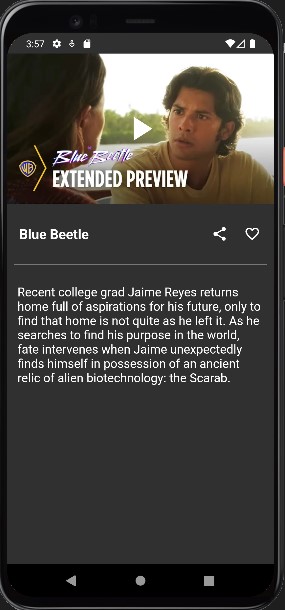 3:57
Blue Beetle
EXTENDED PREVIEW
Blue Beetle
Recent college grad Jaime Reyes returns
home full of aspirations for his future, only to
find that home is not quite as he left it. As he
searches to find his purpose in the world,
fate intervenes when Jaime unexpectedly
finds himself in possession of an ancient
relic of alien biotechnology: the Scarab.